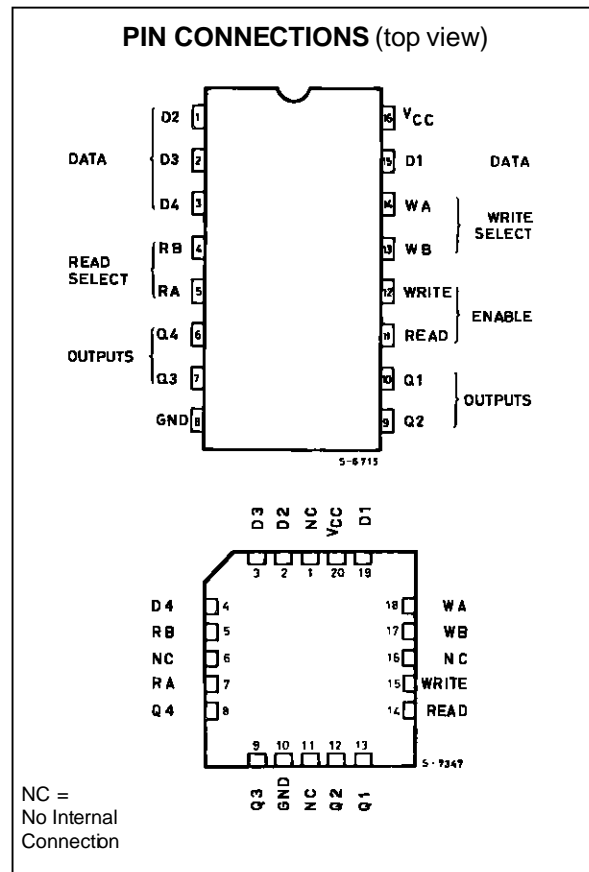 PIN CONNECTIONS (top view)
D2 1 16 VCC
DATA D3 2 15 D1 DATA
D4 3 14 WA
WRITE SELECT
RB 4 13 WB
READ SELECT
RA 5 12 WRITE
ENABLE
Q4 6 11 READ
OUTPUTS
Q3 7 10 Q1
OUTPUTS
GND 8 9 Q2
S-6715
D3 D2 NC VCC D1
3 2 1 20 19
D4 4 18 WA
RB 5 17 WB
NC 6 16 NC
RA 7 15 WRITE
Q4 8 14 READ
9 10 11 12 13
S-7347
Q3 GND NC Q2 Q1
NC =
No Internal
Connection